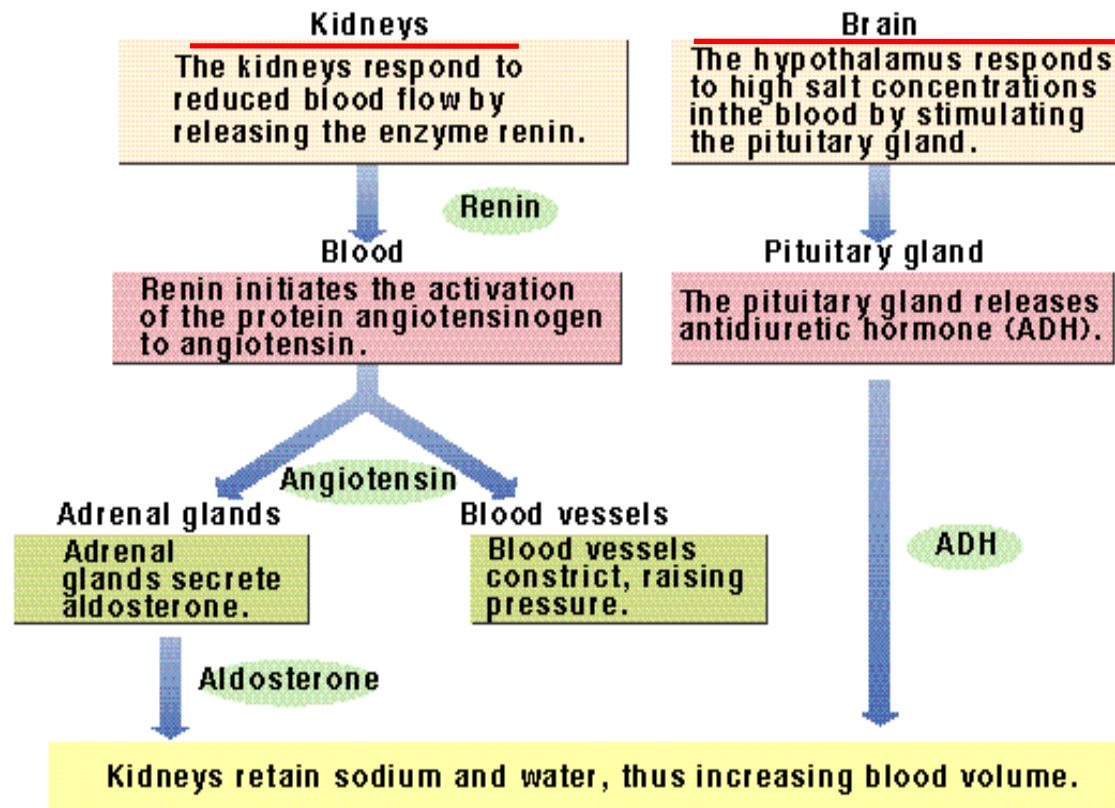 Kidneys
The kidneys respond to
reduced blood flow by
releasing the enzyme renin.
Renin
Blood
Renin initiates the activation
of the protein angiotensinogen
to angiotensin.
Angiotensin
Adrenal glands
Adrenal
glands secrete
aldosterone.
Blood vessels
Blood vessels
constrict, raising
pressure.
Aldosterone
Brain
The hypothalamus responds
to high salt concentrations
inthe blood by stimulating
the pituitary gland.
Pituitary gland
The pituitary gland releases
antidiuretic hormone (ADH).
ADH
Kidneys retain sodium and water, thus increasing blood volume.